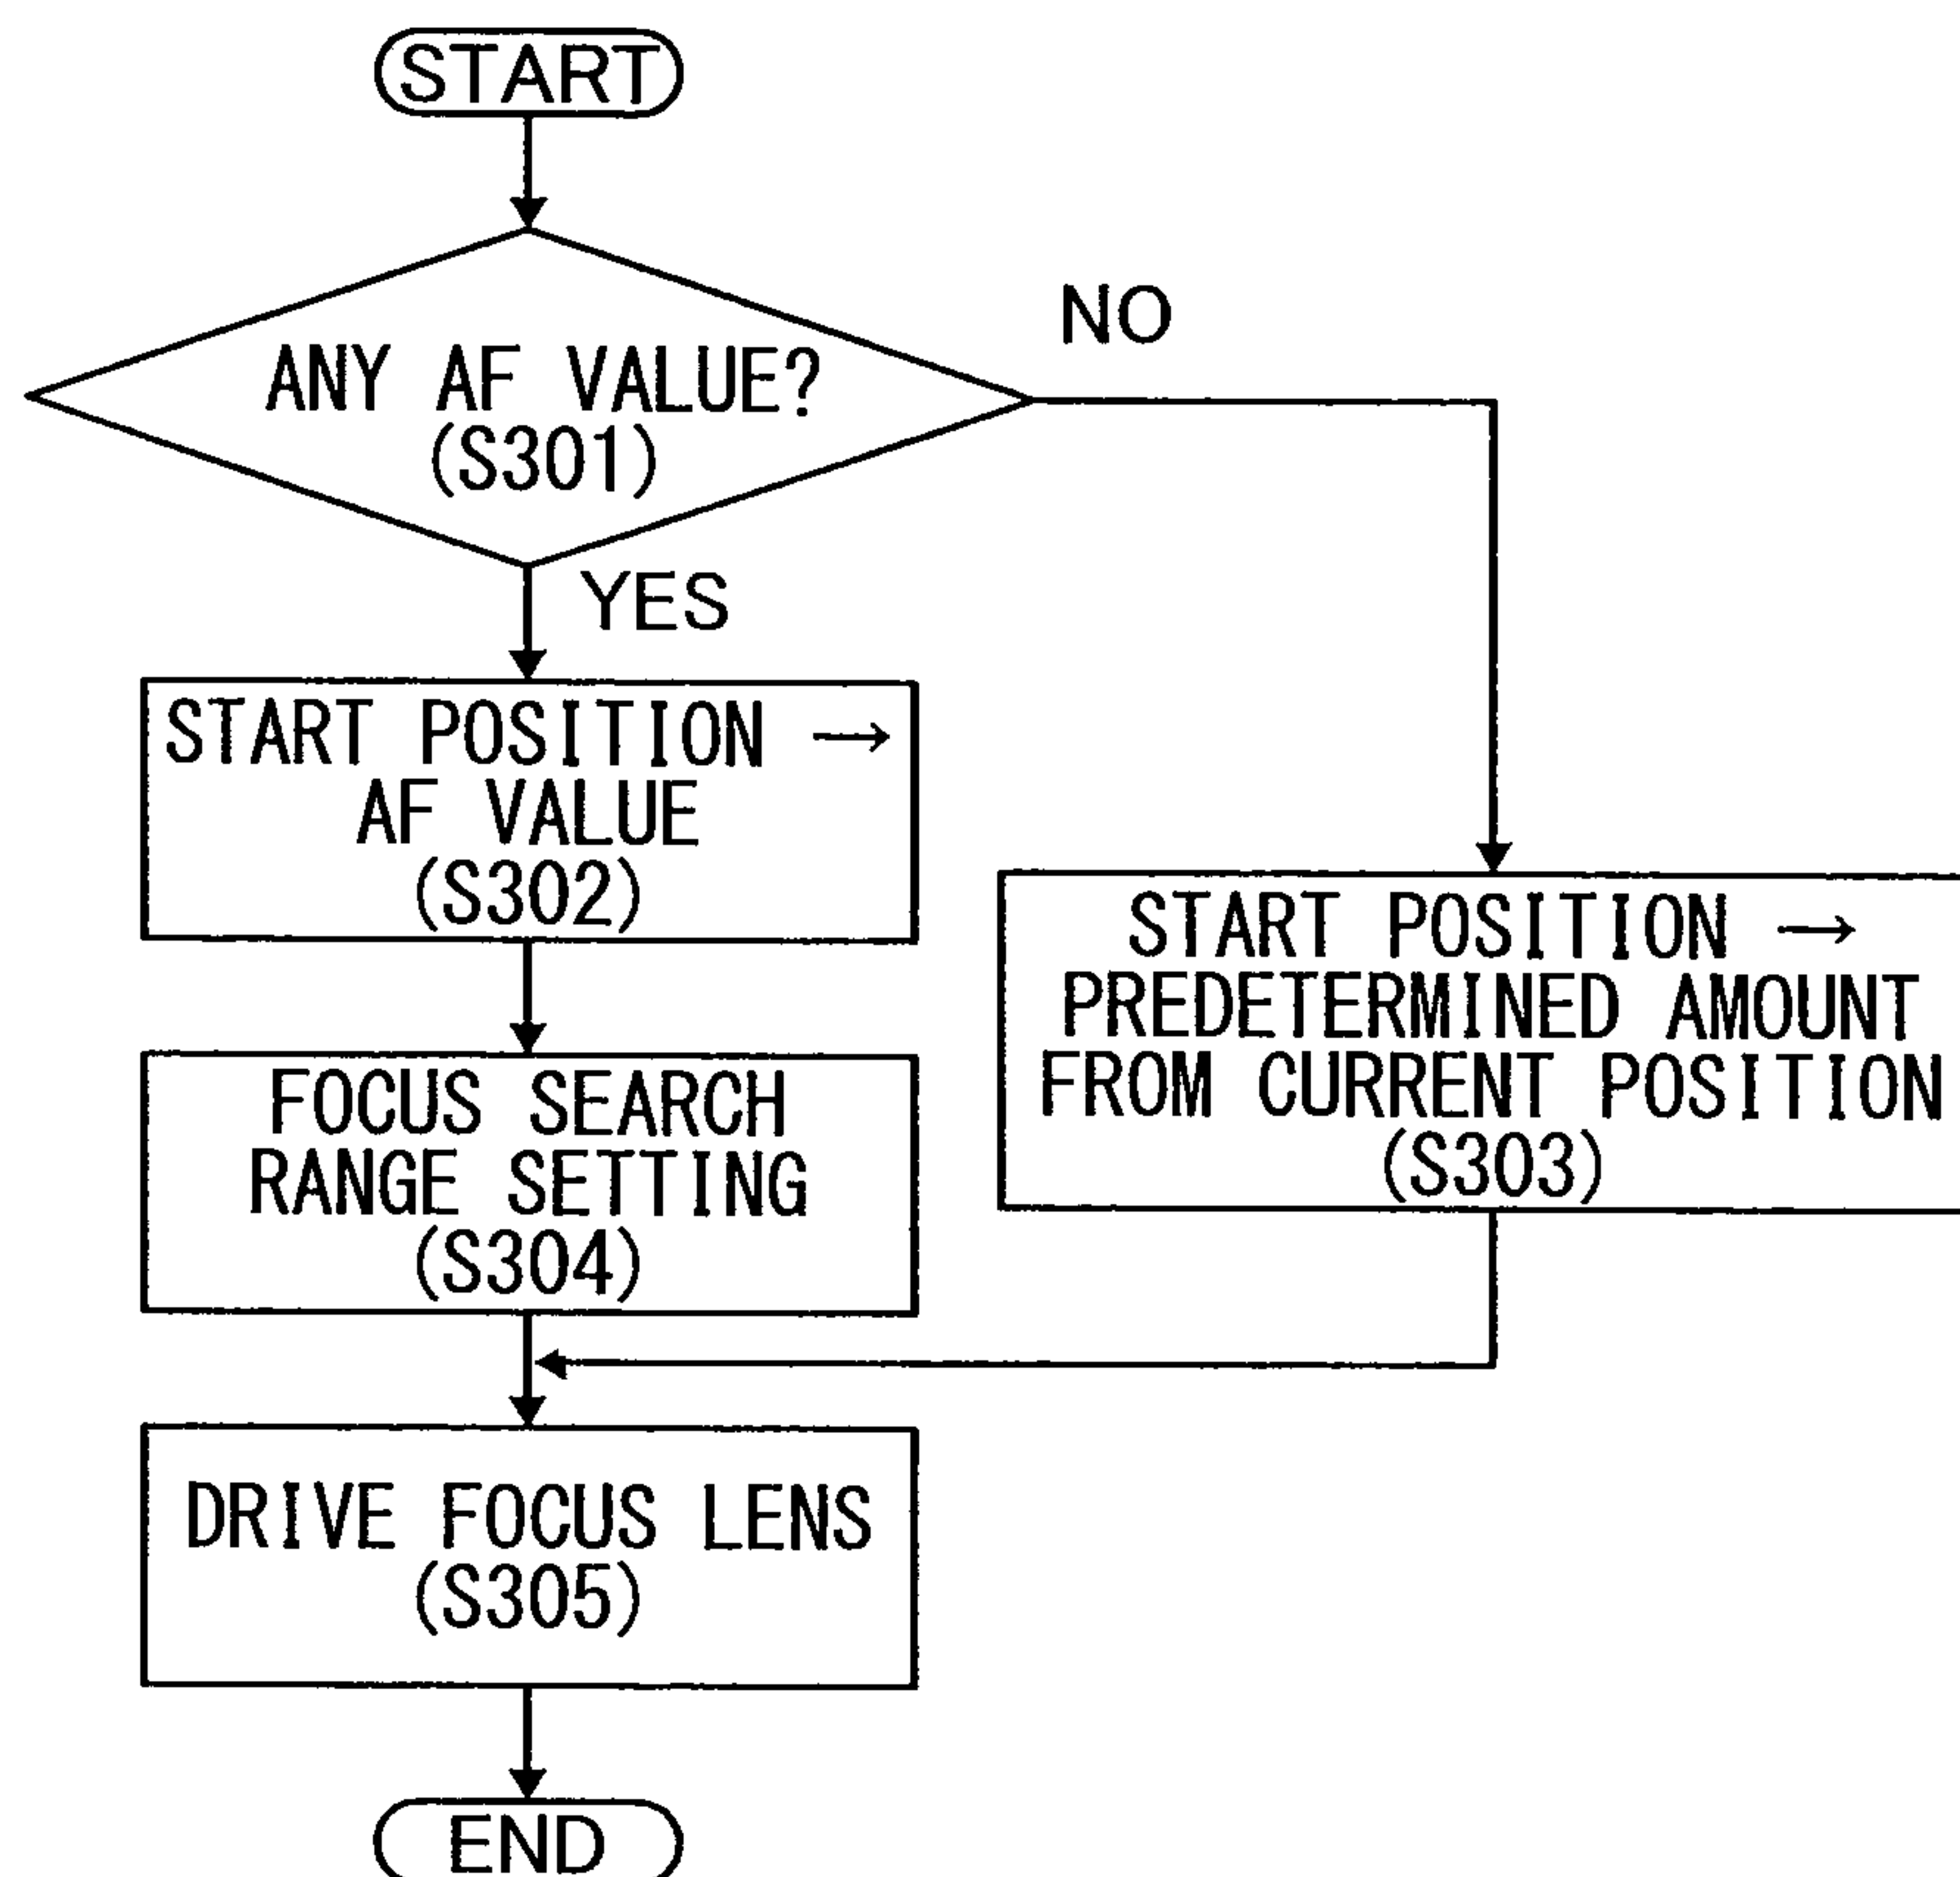 START
ANY AF VALUE?
(S301)
NO
YES
START POSITION →
AF VALUE
(S302)
START POSITION →
PREDETERMINED AMOUNT
FROM CURRENT POSITION
(S303)
FOCUS SEARCH
RANGE SETTING
(S304)
DRIVE FOCUS LENS
(S305)
END